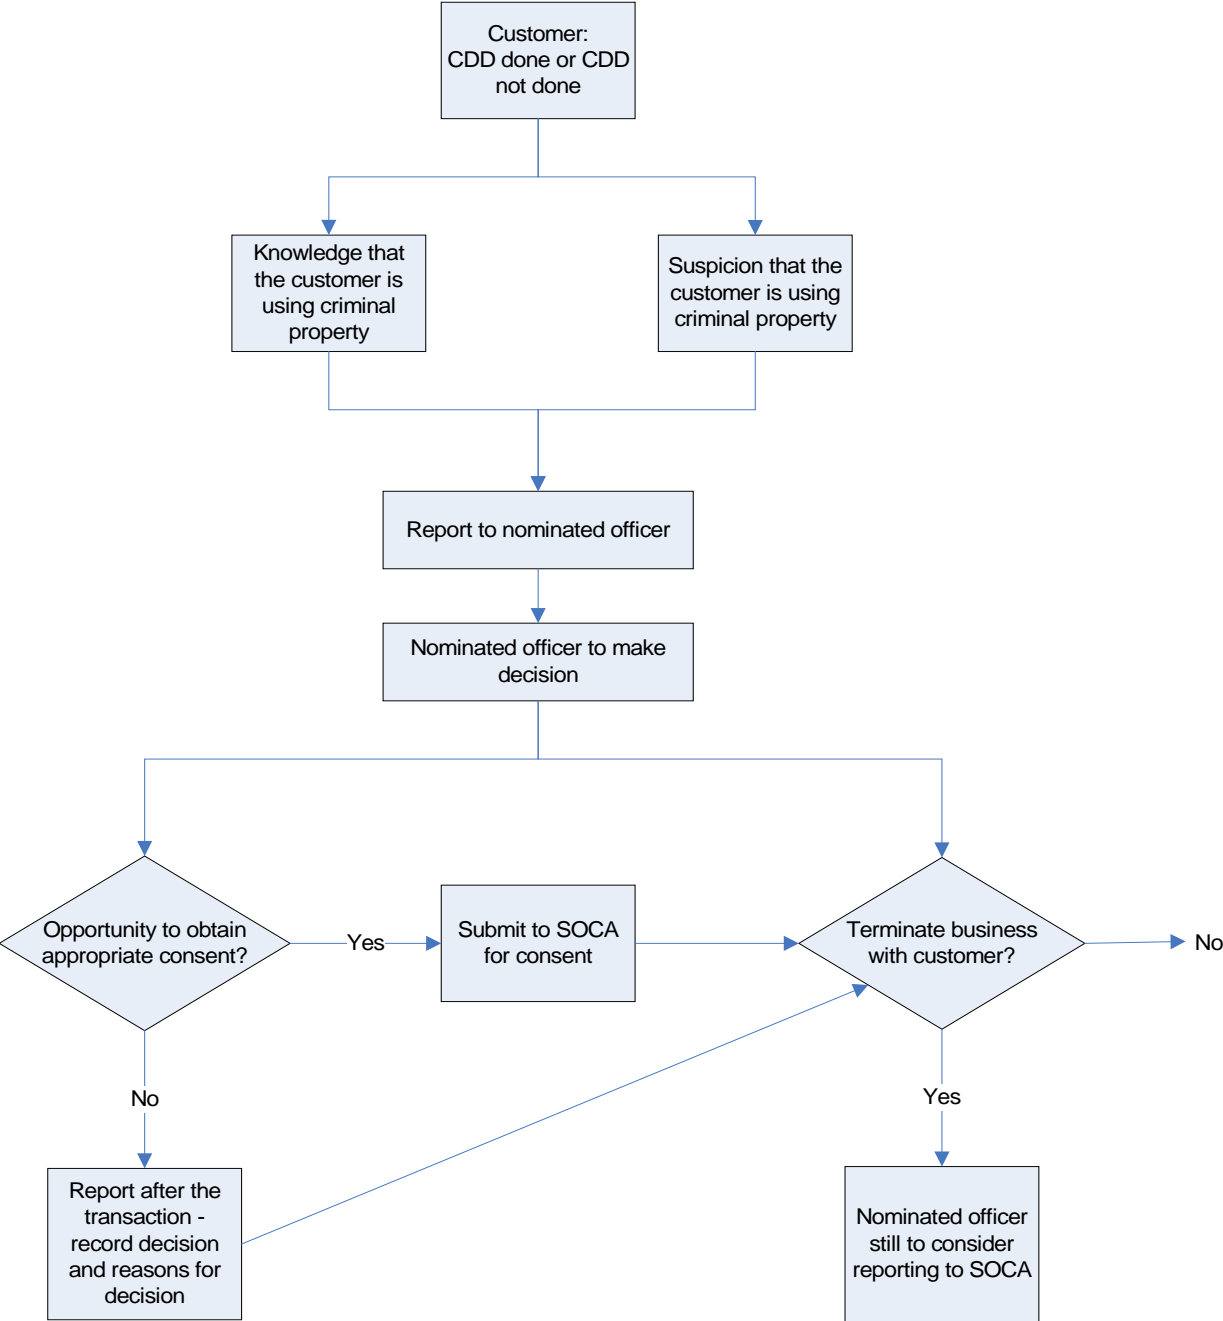 Customer:
CDD done or CDD
not done
Knowledge that
the customer is
using criminal
property
Suspicion that the
customer is using
criminal property
Report to nominated officer
Nominated officer to make
decision
Opportunity to obtain
appropriate consent?
Yes
Submit to SOCA
for consent
Terminate business
with customer?
No
No
Yes
Report after the
transaction -
record decision
and reasons for
decision
Nominated officer
still to consider
reporting to SOCA